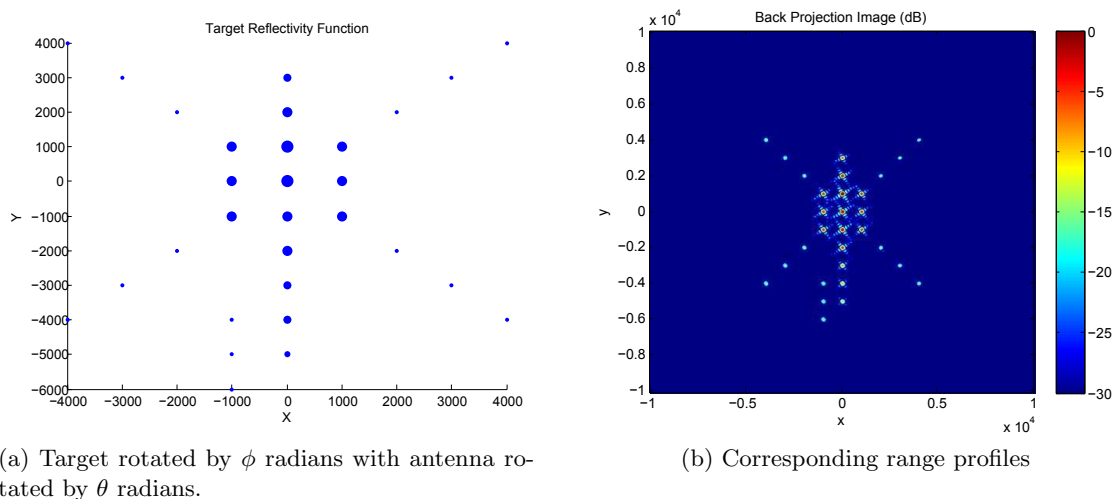 Target Reflectivity Function
4000
3000
2000
1000
0
−1000
−2000
−3000
−4000
−5000
−6000
Y
−4000 −3000 −2000 −1000 0 1000 2000 3000 4000
X
Back Projection Image (dB)
x 10^4
1
0.8
0.6
0.4
0.2
0
−0.2
−0.4
−0.6
−0.8
−1
y
−1 −0.5 0 0.5 1
x
x 10^4
0
−5
−10
−15
−20
−25
−30
(a) Target rotated by ϕ radians with antenna ro-
tated by θ radians.
(b) Corresponding range profiles